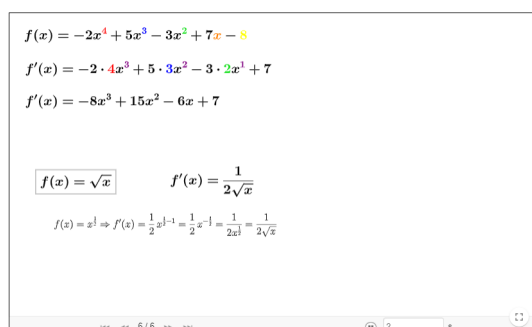 f(x) = −2x⁴ + 5x³ − 3x² + 7x − 8
f′(x) = −2 · 4x³ + 5 · 3x² − 3 · 2x¹ + 7
f′(x) = −8x³ + 15x² − 6x + 7
f(x) = √x f′(x) = 1/(2√x)
f(x) = x^(1/2) ⇒ f′(x) = 1/2 x^(1/2 − 1) = 1/2 x^(−1/2) = 1/(2x^(1/2)) = 1/(2√x)
6 / 6 2